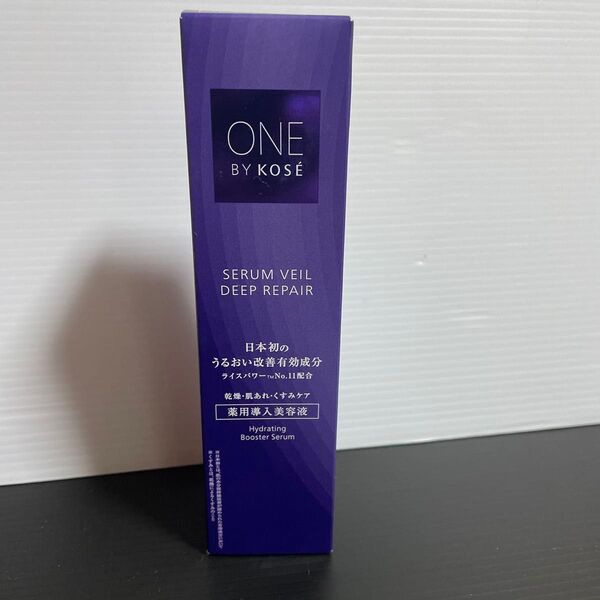 ONE
BY KOSÉ
SERUM VEIL
DEEP REPAIR
日本初の
うるおい改善有効成分
ライスパワー™No.11配合
乾燥・肌あれ・くすみケア
薬用導入美容液
Hydrating
Booster Serum